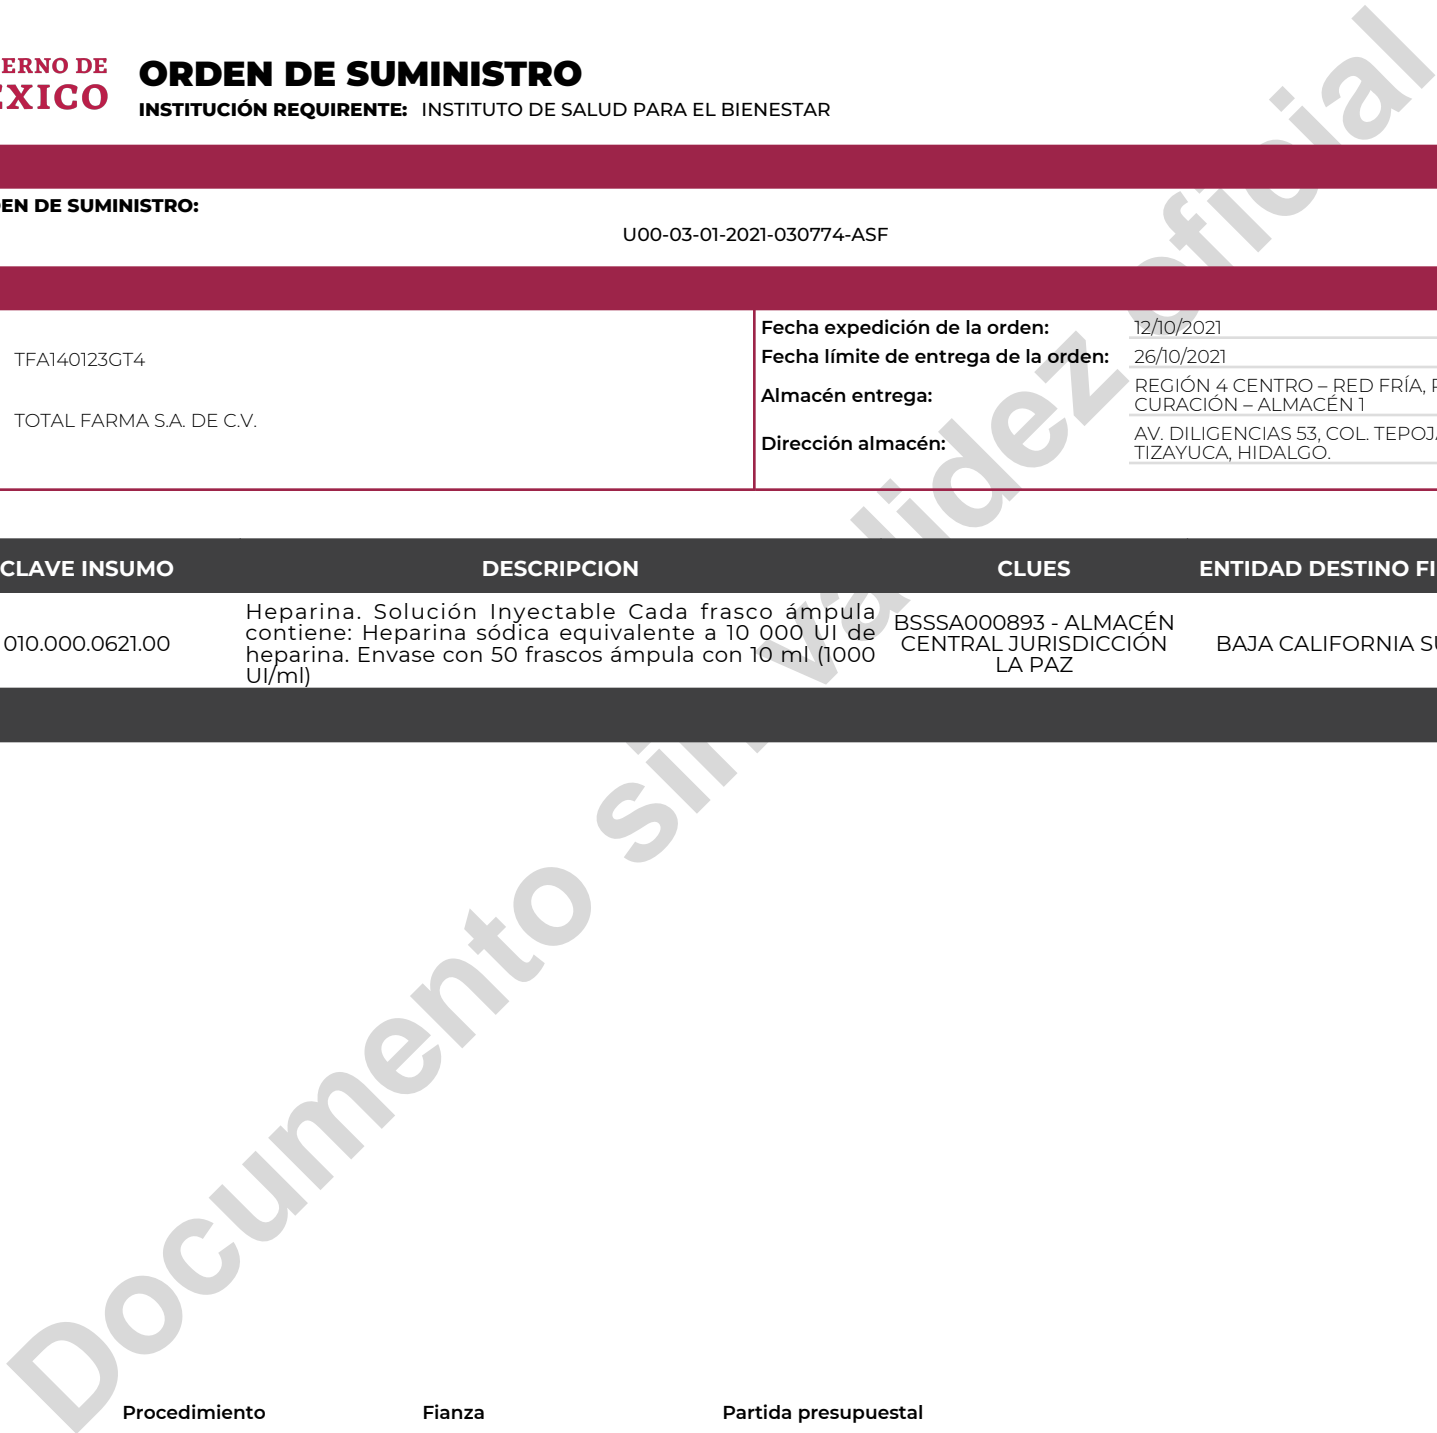 ERNO DE
ORDEN DE SUMINISTRO
XICO
INSTITUCIÓN REQUIRENTE: INSTITUTO DE SALUD PARA EL BIENESTAR
EN DE SUMINISTRO:
U00-03-01-2021-030774-ASF
TFA140123GT4
TOTAL FARMA S.A. DE C.V.
Fecha expedición de la orden: 12/10/2021
Fecha límite de entrega de la orden: 26/10/2021
Almacén entrega: REGIÓN 4 CENTRO – RED FRÍA,
CURACIÓN – ALMACÉN 1
Dirección almacén: AV. DILIGENCIAS 53, COL. TEPOJ
TIZAYUCA, HIDALGO.
CLAVE INSUMO DESCRIPCION CLUES ENTIDAD DESTINO FI
010.000.0621.00
Heparina. Solución Inyectable Cada frasco ámpula
contiene: Heparina sódica equivalente a 10 000 UI de
heparina. Envase con 50 frascos ámpula con 10 ml (1000
UI/ml)
BSSSA000893 - ALMACÉN
CENTRAL JURISDICCIÓN
LA PAZ
BAJA CALIFORNIA S
Documento sin validez oficial
Procedimiento Fianza Partida presupuestal